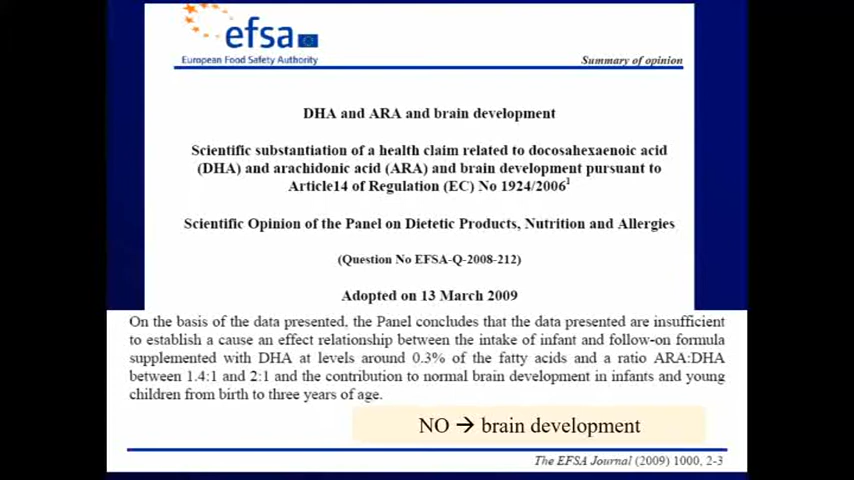 efsa
European Food Safety Authority
Summary of opinion
DHA and ARA and brain development
Scientific substantiation of a health claim related to docosahexaenoic acid
(DHA) and arachidonic acid (ARA) and brain development pursuant to
Article14 of Regulation (EC) No 1924/2006¹
Scientific Opinion of the Panel on Dietetic Products, Nutrition and Allergies
(Question No EFSA-Q-2008-212)
Adopted on 13 March 2009
On the basis of the data presented, the Panel concludes that the data presented are insufficient
to establish a cause an effect relationship between the intake of infant and follow-on formula
supplemented with DHA at levels around 0.3% of the fatty acids and a ratio ARA:DHA
between 1.4:1 and 2:1 and the contribution to normal brain development in infants and young
children from birth to three years of age.
NO → brain development
The EFSA Journal (2009) 1000, 2-3